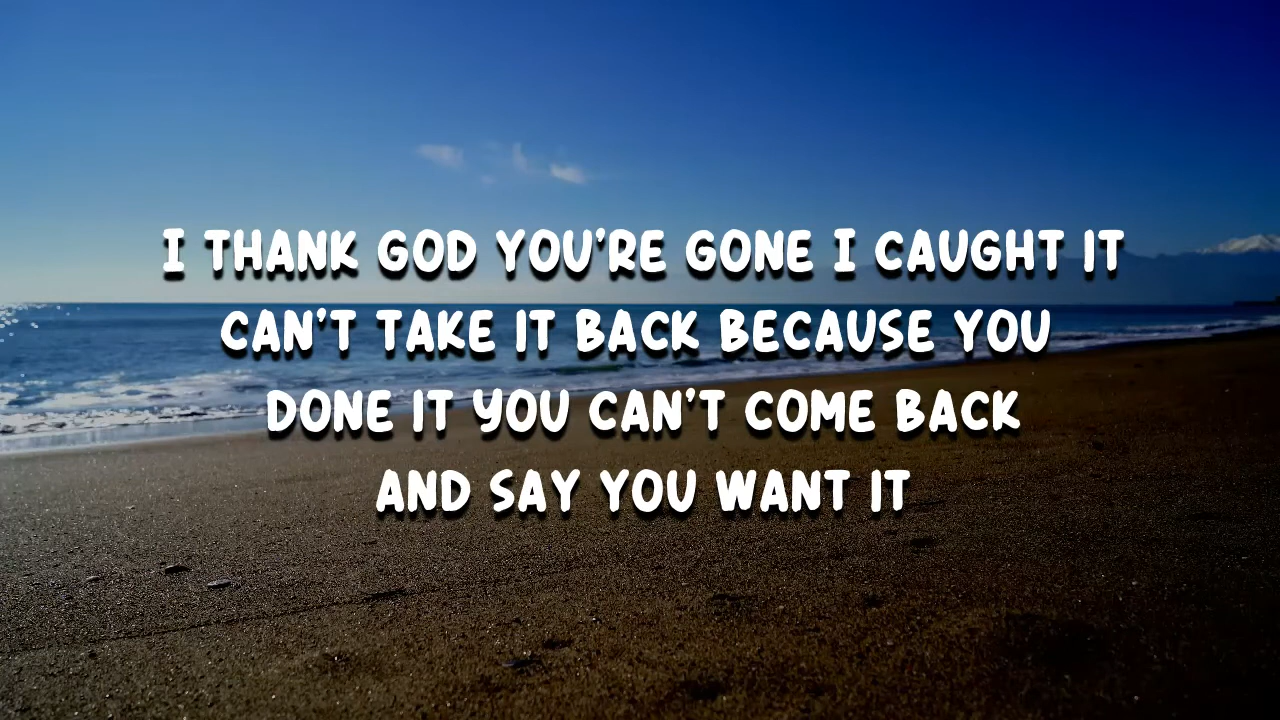 I THANK GOD YOU'RE GONE I CAUGHT IT
CAN'T TAKE IT BACK BECAUSE YOU
DONE IT YOU CAN'T COME BACK
AND SAY YOU WANT IT